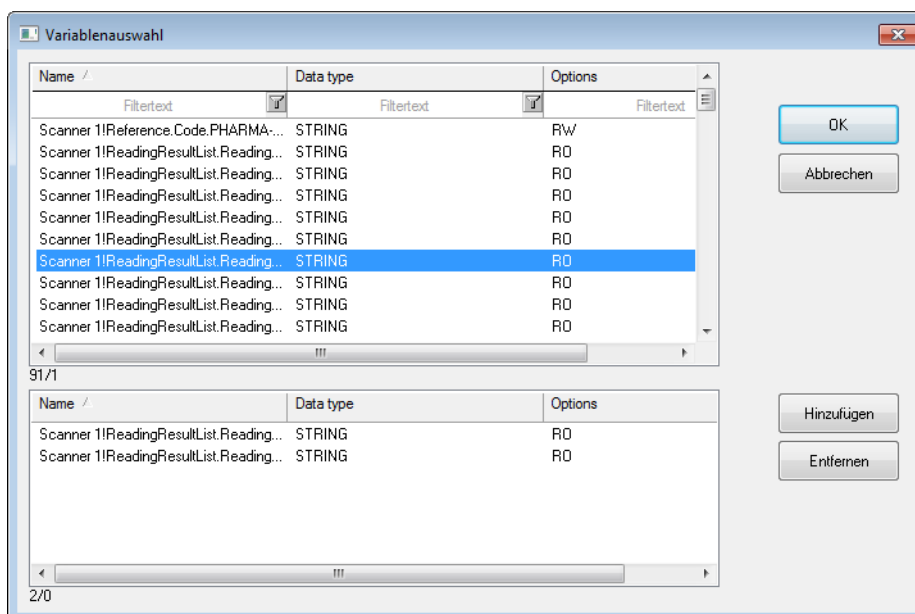 Variablenauswahl
Name Data type Options
Filtertext Filtertext Filtertext
Scanner 1!Reference.Code.PHARMA-... STRING RW
Scanner 1!ReadingResultList.Reading... STRING RO
Scanner 1!ReadingResultList.Reading... STRING RO
Scanner 1!ReadingResultList.Reading... STRING RO
Scanner 1!ReadingResultList.Reading... STRING RO
Scanner 1!ReadingResultList.Reading... STRING RO
Scanner 1!ReadingResultList.Reading... STRING RO
Scanner 1!ReadingResultList.Reading... STRING RO
Scanner 1!ReadingResultList.Reading... STRING RO
Scanner 1!ReadingResultList.Reading... STRING RO
91/1
OK
Abbrechen
Name Data type Options
Scanner 1!ReadingResultList.Reading... STRING RO
Scanner 1!ReadingResultList.Reading... STRING RO
2/0
Hinzufügen
Entfernen